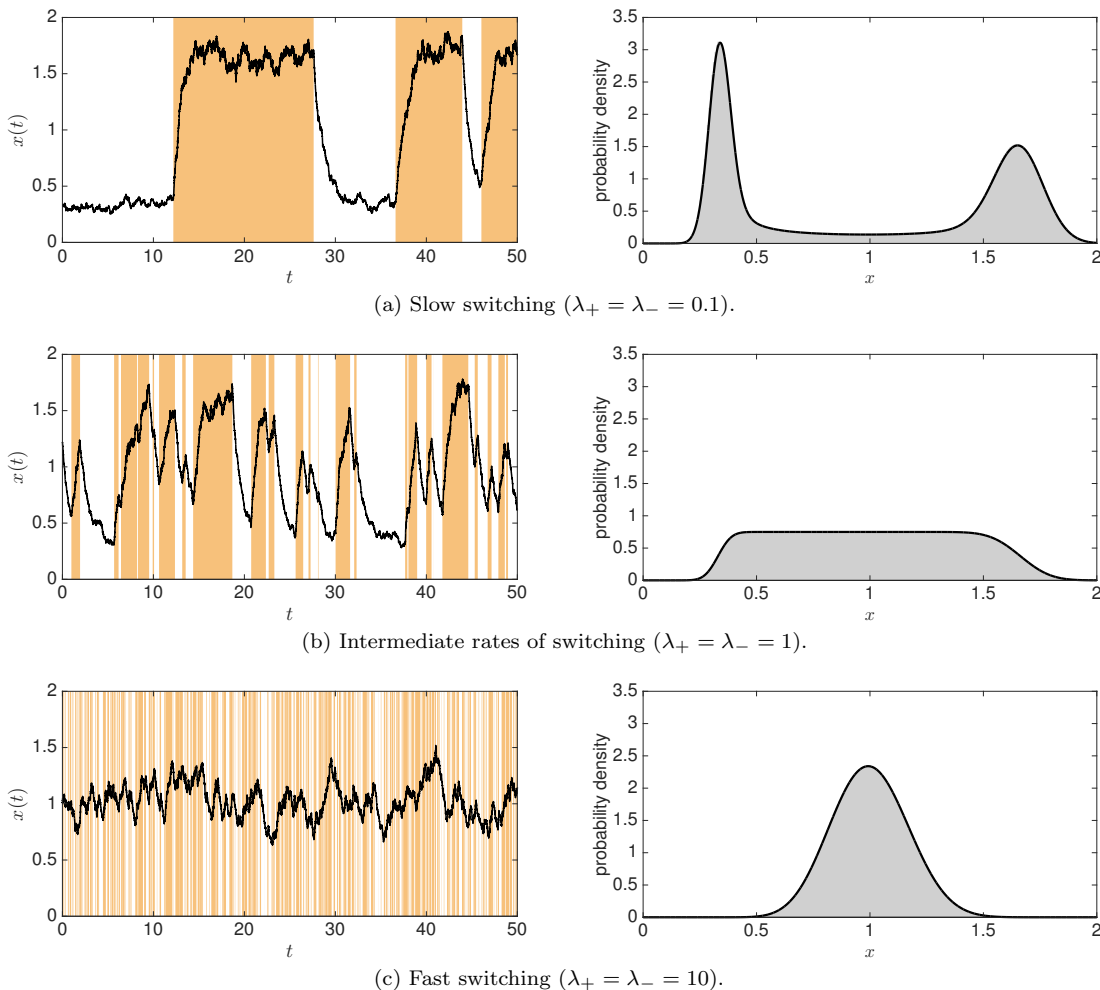 2
1.5
1
0.5
0
x(t)
0 10 20 30 40 50
t
3.5
3
2.5
2
1.5
1
0.5
0
probability density
0 0.5 1 1.5 2
x
(a) Slow switching (λ₊ = λ₋ = 0.1).
2
1.5
1
0.5
0
x(t)
0 10 20 30 40 50
t
3.5
3
2.5
2
1.5
1
0.5
0
probability density
0 0.5 1 1.5 2
x
(b) Intermediate rates of switching (λ₊ = λ₋ = 1).
2
1.5
1
0.5
0
x(t)
0 10 20 30 40 50
t
3.5
3
2.5
2
1.5
1
0.5
0
probability density
0 0.5 1 1.5 2
x
(c) Fast switching (λ₊ = λ₋ = 10).